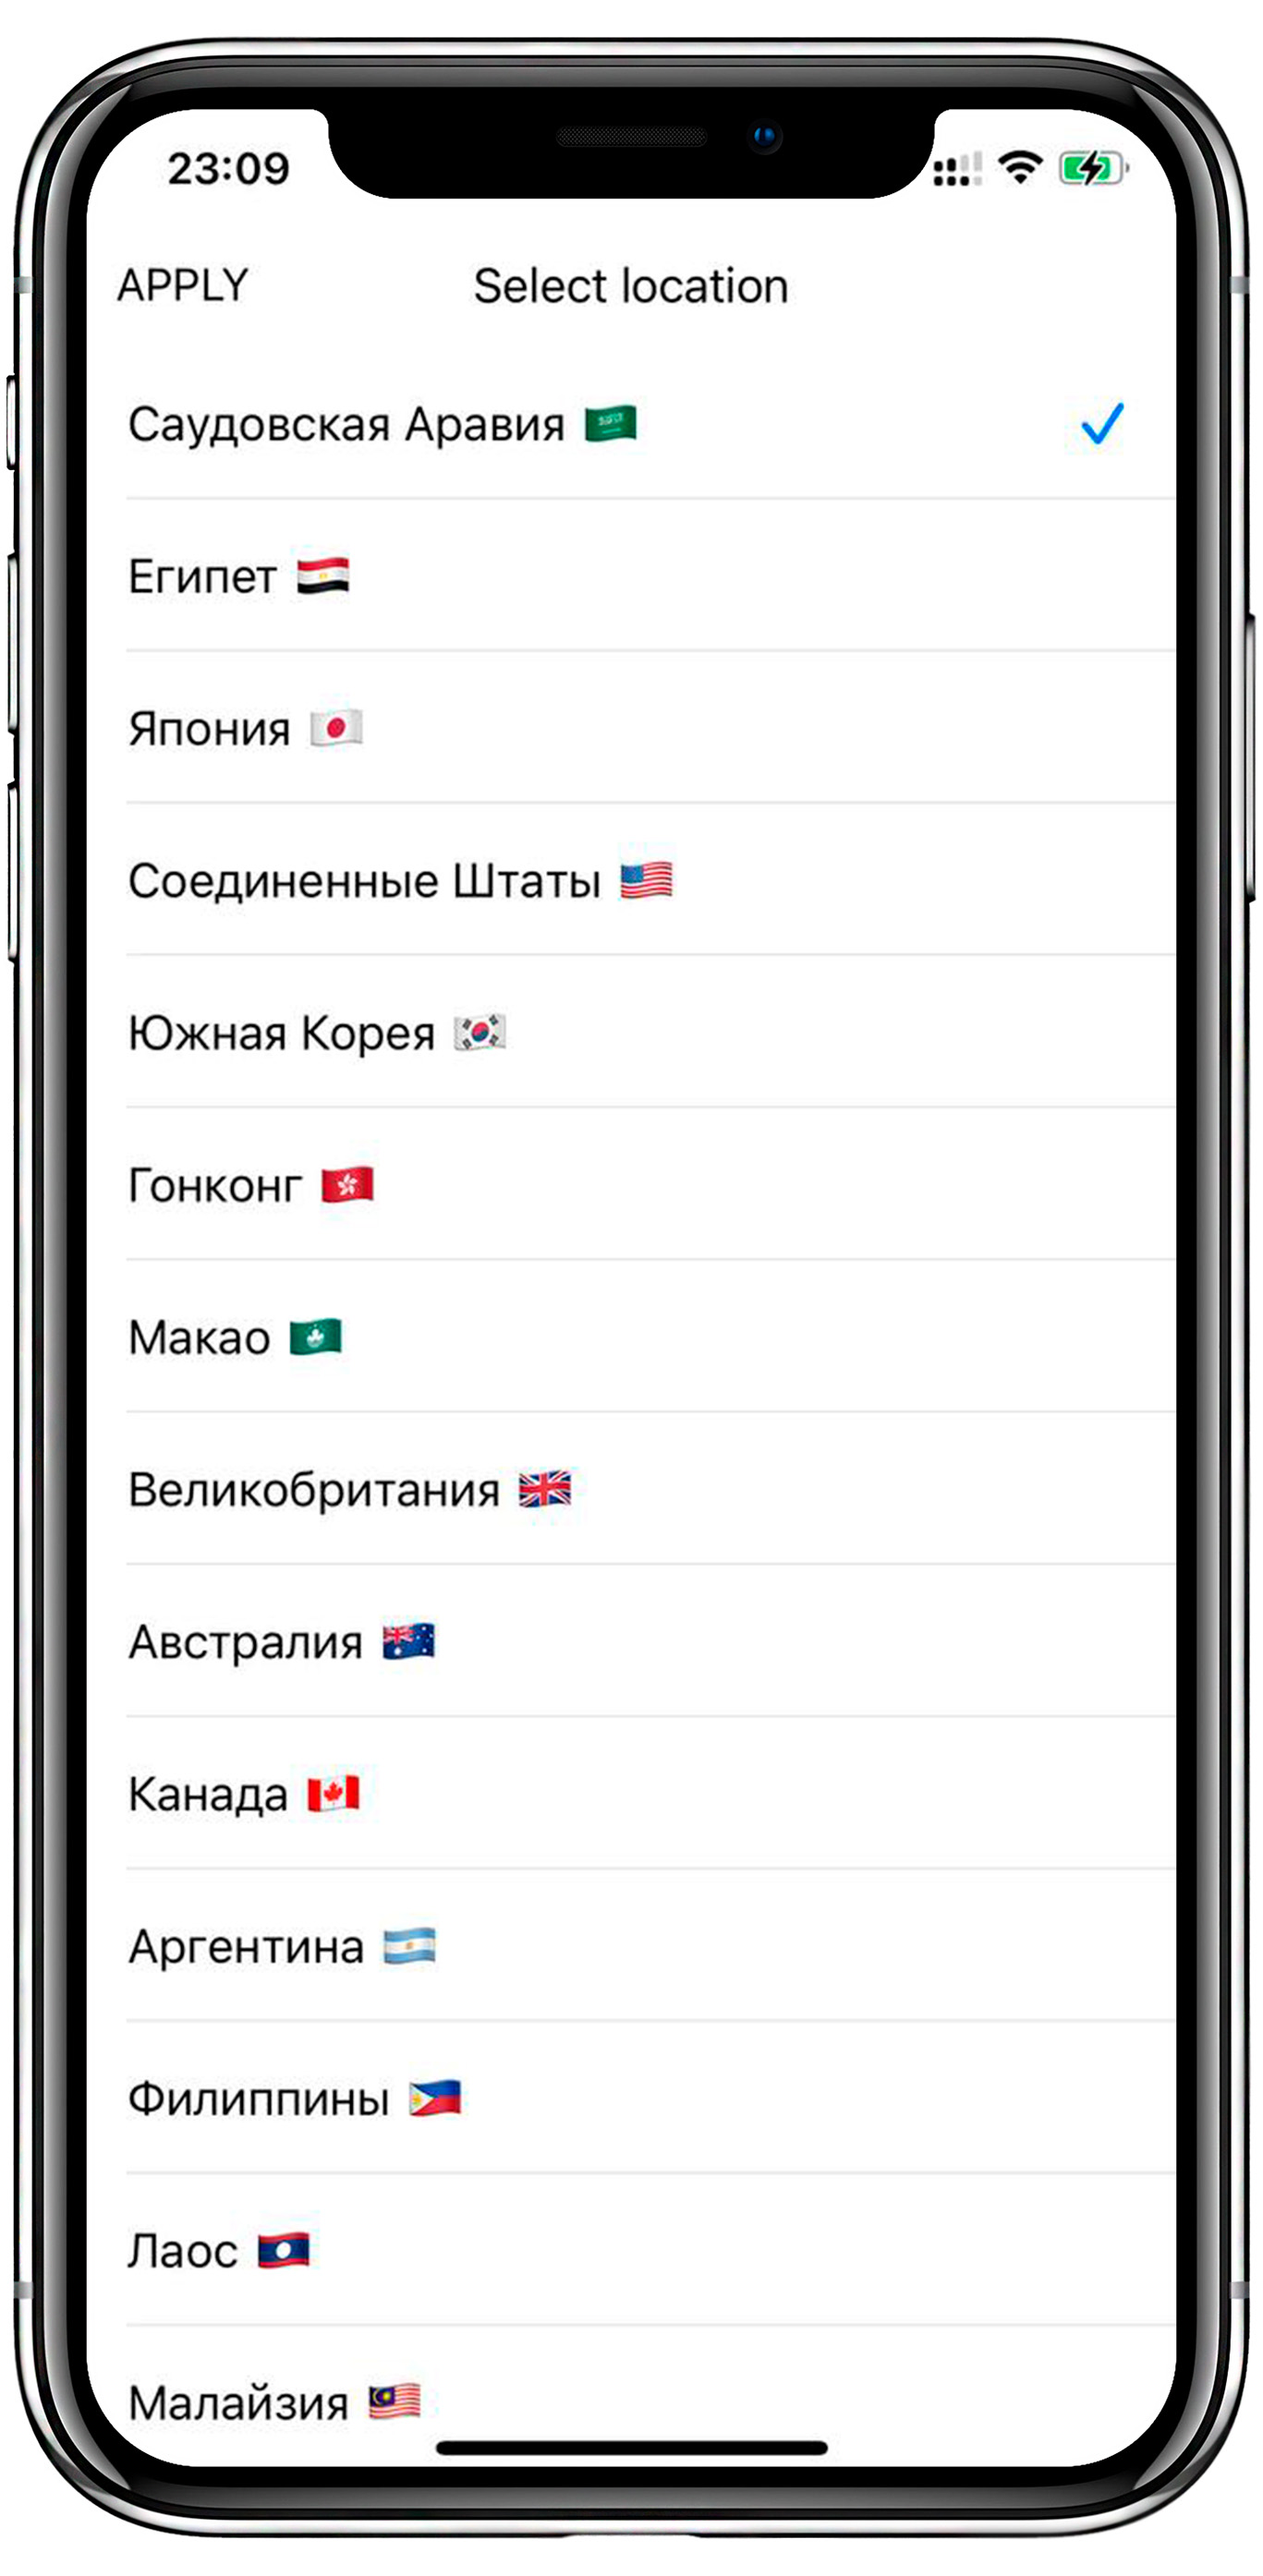 23:09
APPLY
Select location
Саудовская Аравия
Египет
Япония
Соединенные Штаты
Южная Корея
Гонконг
Макао
Великобритания
Австралия
Канада
Аргентина
Филиппины
Лаос
Малайзия